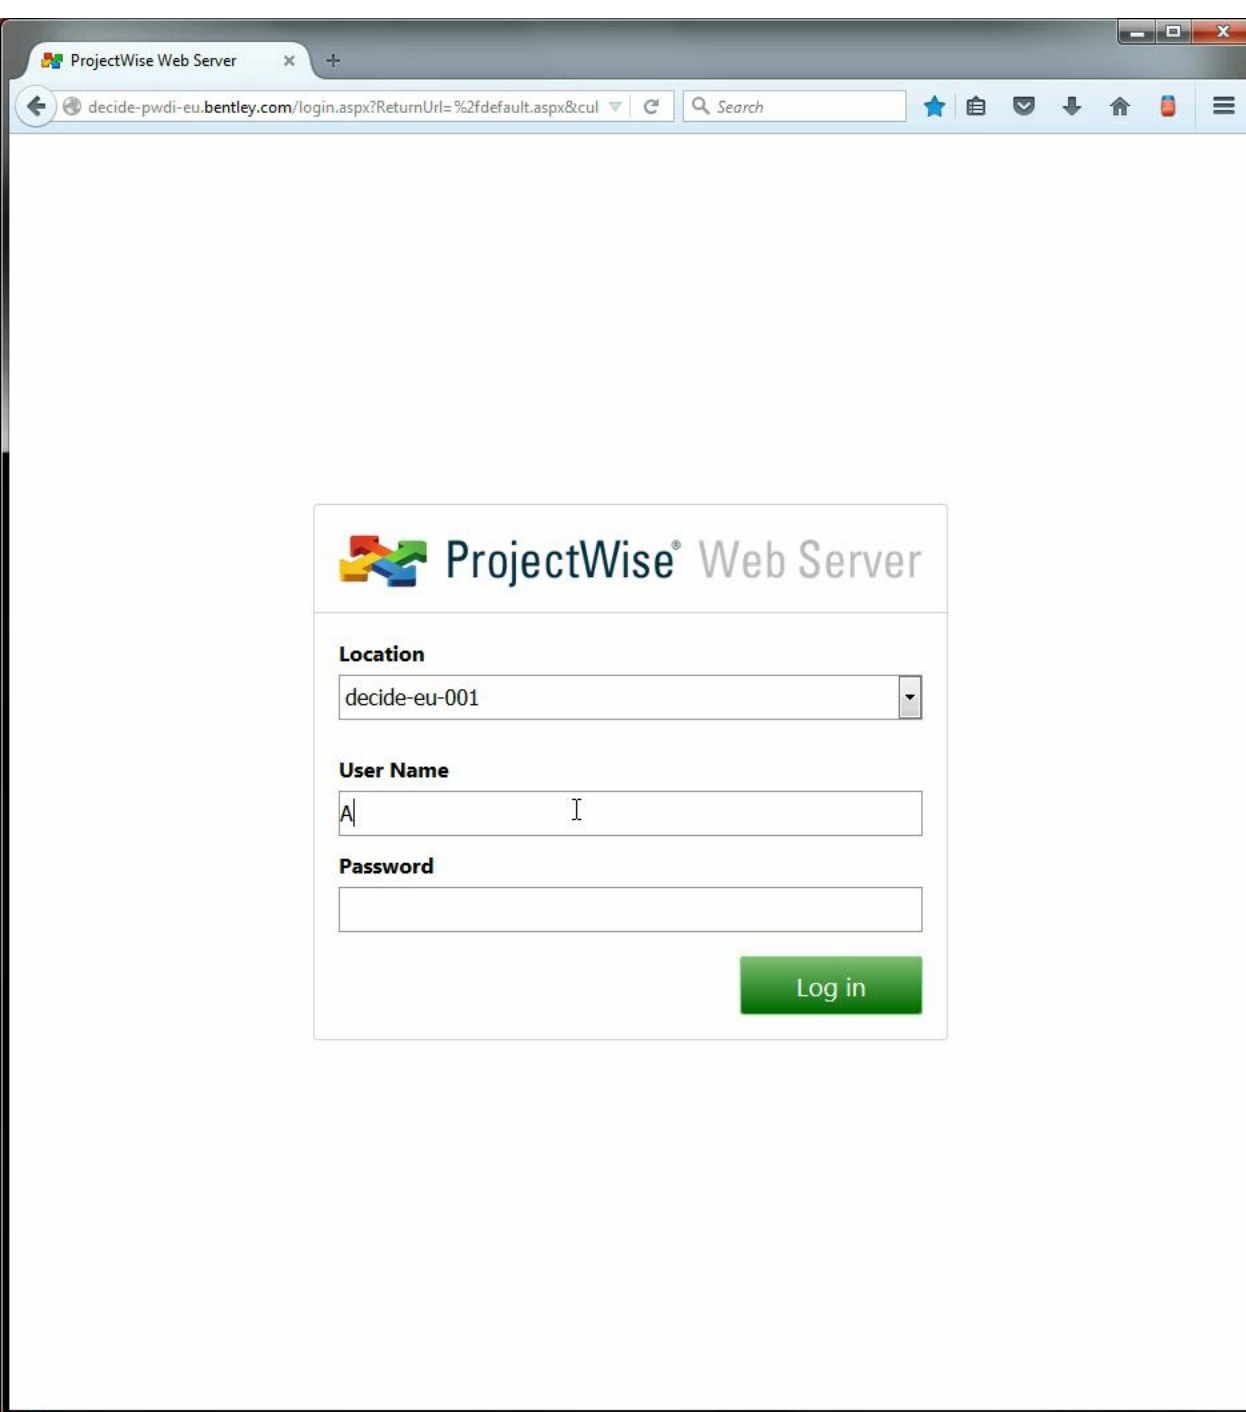 ProjectWise Web Server
decide-pwdi-eu.bentley.com/login.aspx?ReturnUrl=%2fdefault.aspx&cul
Search
ProjectWise® Web Server
Location
decide-eu-001
User Name
A
Password
Log in